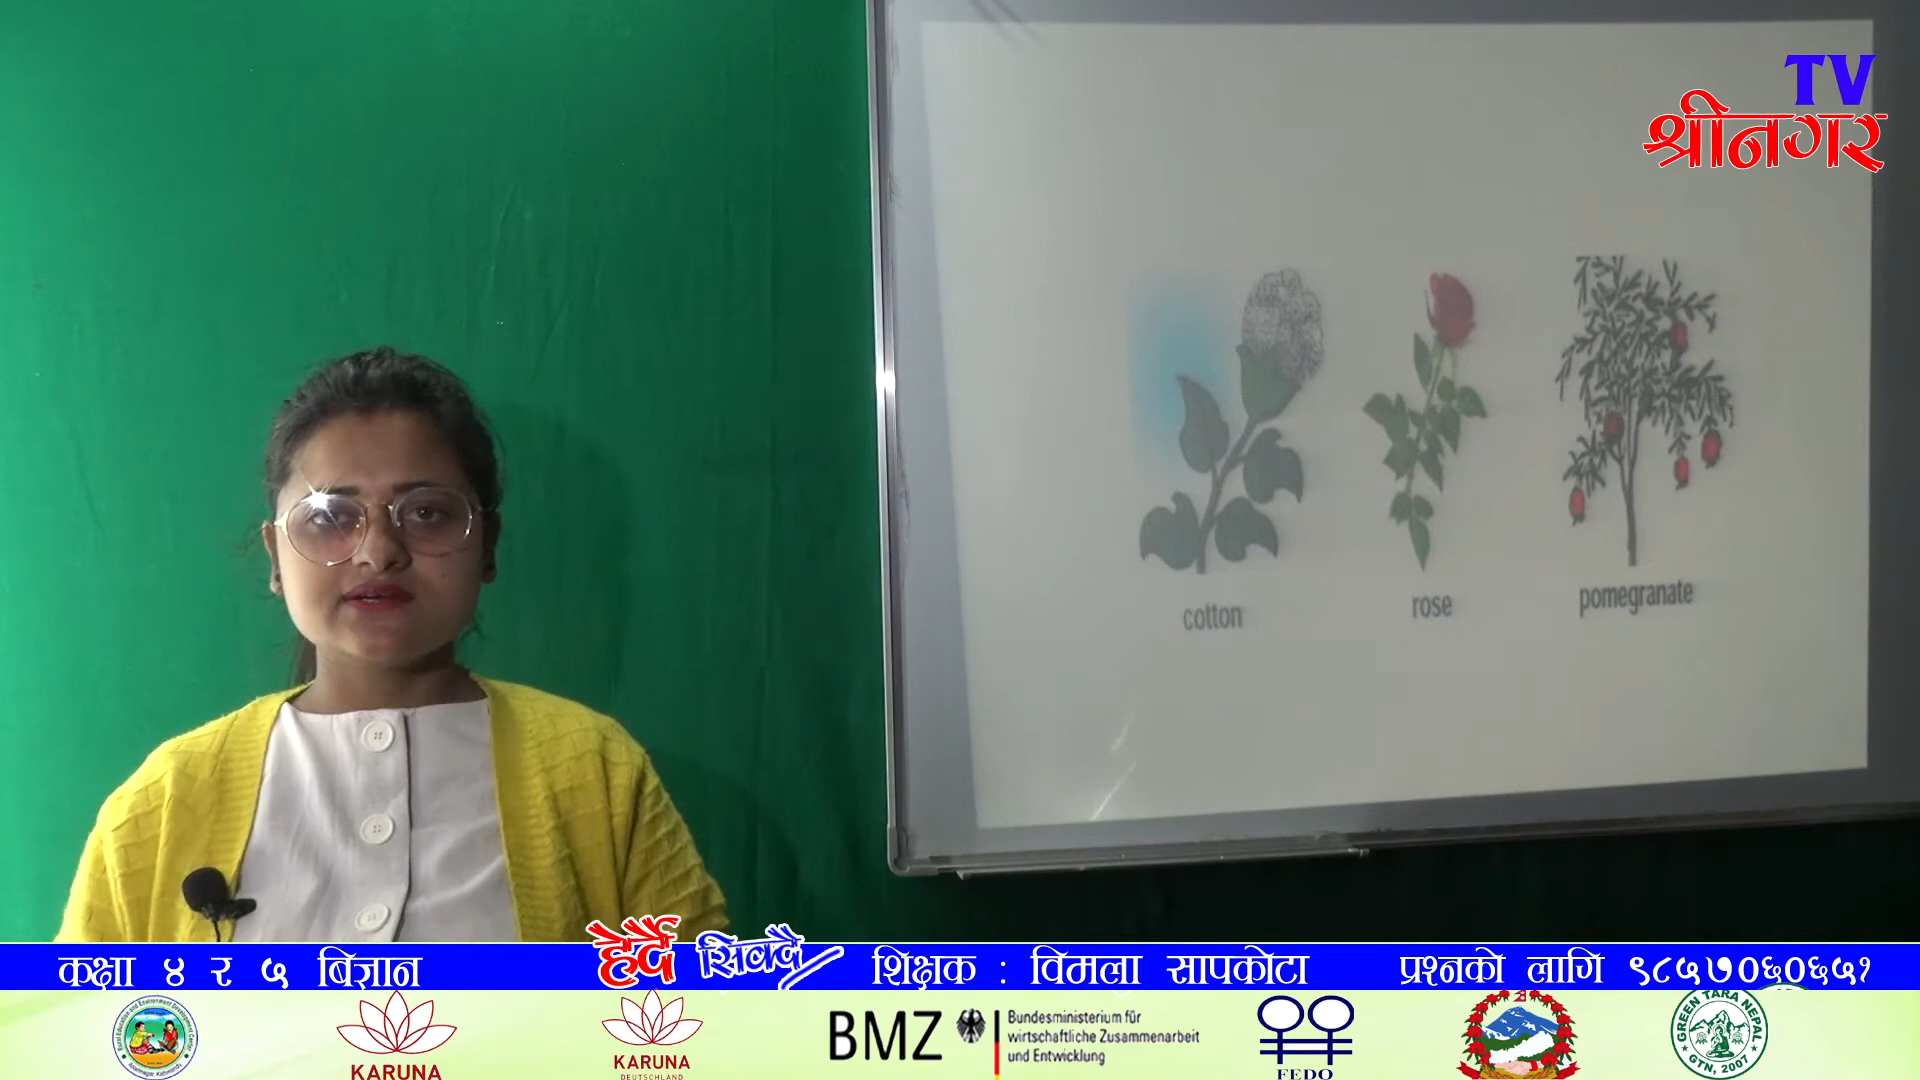 TV
श्रीनगर
cotton
rose
pomegranate
हेर्दै सिक्दै
कक्षा ४ र ५ बिज्ञान
शिक्षक : विमला सापकोटा
प्रश्नको लागि ९८५७०६०६५१
KARUNA
KARUNA
DEUTSCHLAND
BMZ
Bundesministerium für
wirtschaftliche Zusammenarbeit
und Entwicklung
FEDO
GREEN TARA NEPAL
GTN, 2007